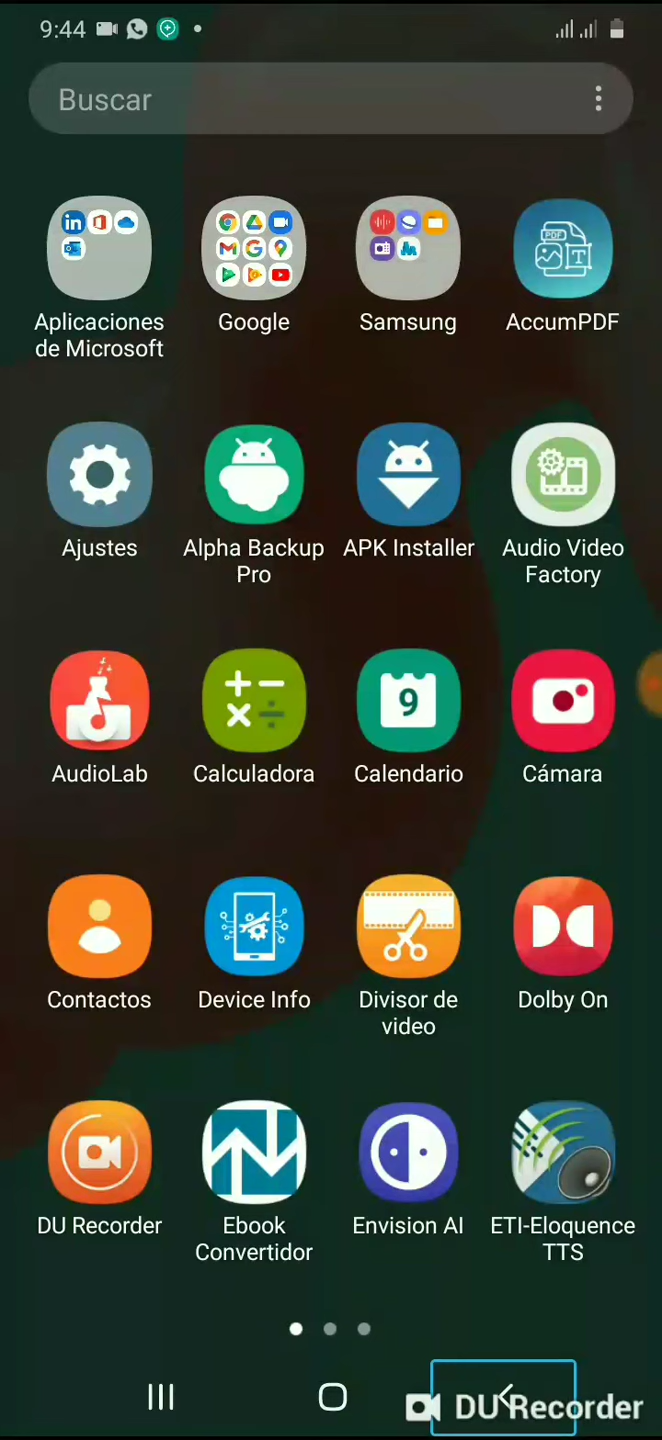 9:44
Buscar
Aplicaciones
de Microsoft
Google
Samsung
AccumPDF
Ajustes
Alpha Backup
Pro
APK Installer
Audio Video
Factory
AudioLab
Calculadora
9
Calendario
Cámara
Contactos
Device Info
Divisor de
video
Dolby On
DU Recorder
Ebook
Convertidor
Envision AI
ETI-Eloquence
TTS
DU Recorder